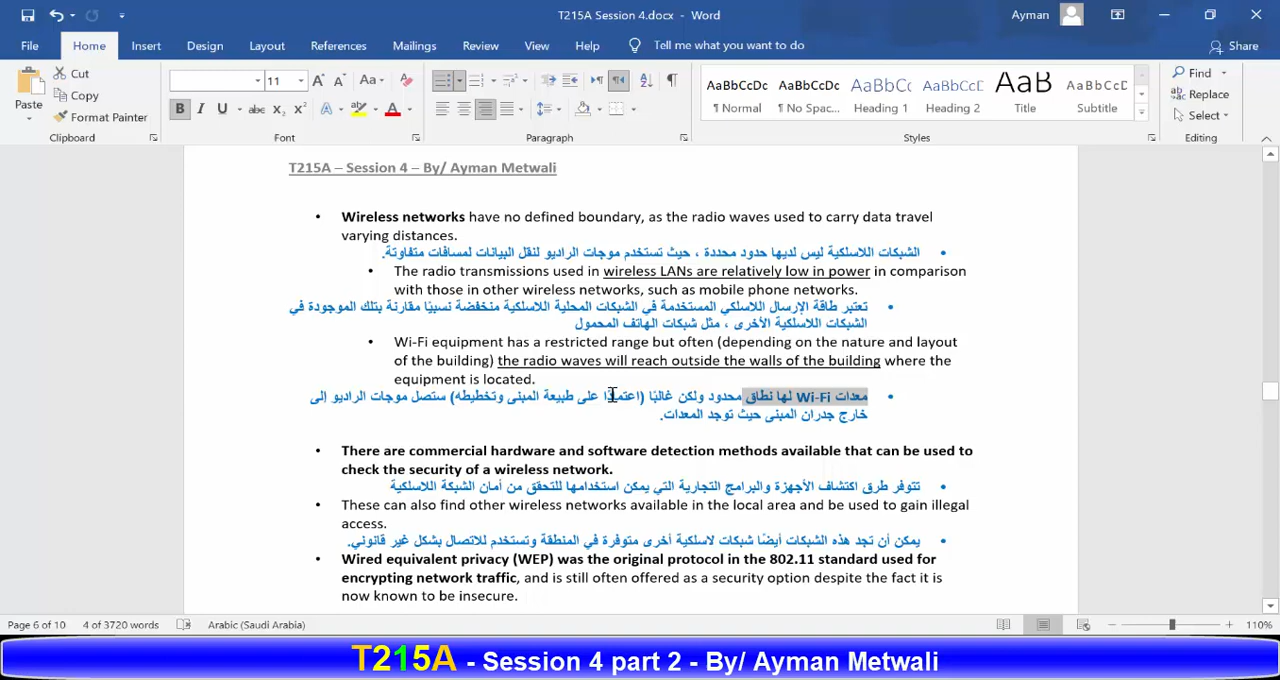 T215A Session 4.docx - Word
Ayman
File Home Insert Design Layout References Mailings Review View Help Tell me what you want to do Share
Paste
Cut
Copy
Format Painter
Clipboard
11
Font
Paragraph
AaBbCcDc AaBbCcDc AaBbCc AaBbCcD AaB AaBbCcD
¶ Normal ¶ No Spac... Heading 1 Heading 2 Title Subtitle
Styles
Find
Replace
Select
Editing
T215A – Session 4 – By/ Ayman Metwali
• Wireless networks have no defined boundary, as the radio waves used to carry data travel
varying distances.
• الشبكات اللاسلكية ليس لديها حدود محددة ، حيث تستخدم موجات الراديو لنقل البيانات لمسافات متفاوتة.
• The radio transmissions used in wireless LANs are relatively low in power in comparison
with those in other wireless networks, such as mobile phone networks.
• تعتبر طاقة الإرسال اللاسلكي المستخدمة في الشبكات المحلية اللاسلكية منخفضة نسبيًا مقارنة بتلك الموجودة في
الشبكات اللاسلكية الأخرى ، مثل شبكات الهاتف المحمول
• Wi-Fi equipment has a restricted range but often (depending on the nature and layout
of the building) the radio waves will reach outside the walls of the building where the
equipment is located.
• معدات Wi-Fi لها نطاق محدود ولكن غالبًا (اعتمادًا على طبيعة المبنى وتخطيطه) ستصل موجات الراديو إلى
خارج جدران المبنى حيث توجد المعدات.
• There are commercial hardware and software detection methods available that can be used to
check the security of a wireless network.
• تتوفر طرق اكتشاف الأجهزة والبرامج التجارية التي يمكن استخدامها للتحقق من أمان الشبكة اللاسلكية
• These can also find other wireless networks available in the local area and be used to gain illegal
access.
• يمكن أن تجد هذه الشبكات أيضًا شبكات لاسلكية أخرى متوفرة في المنطقة وتستخدم للاتصال بشكل غير قانوني.
• Wired equivalent privacy (WEP) was the original protocol in the 802.11 standard used for
encrypting network traffic, and is still often offered as a security option despite the fact it is
now known to be insecure.
Page 6 of 10 4 of 3720 words Arabic (Saudi Arabia) 110%
T215A - Session 4 part 2 - By/ Ayman Metwali